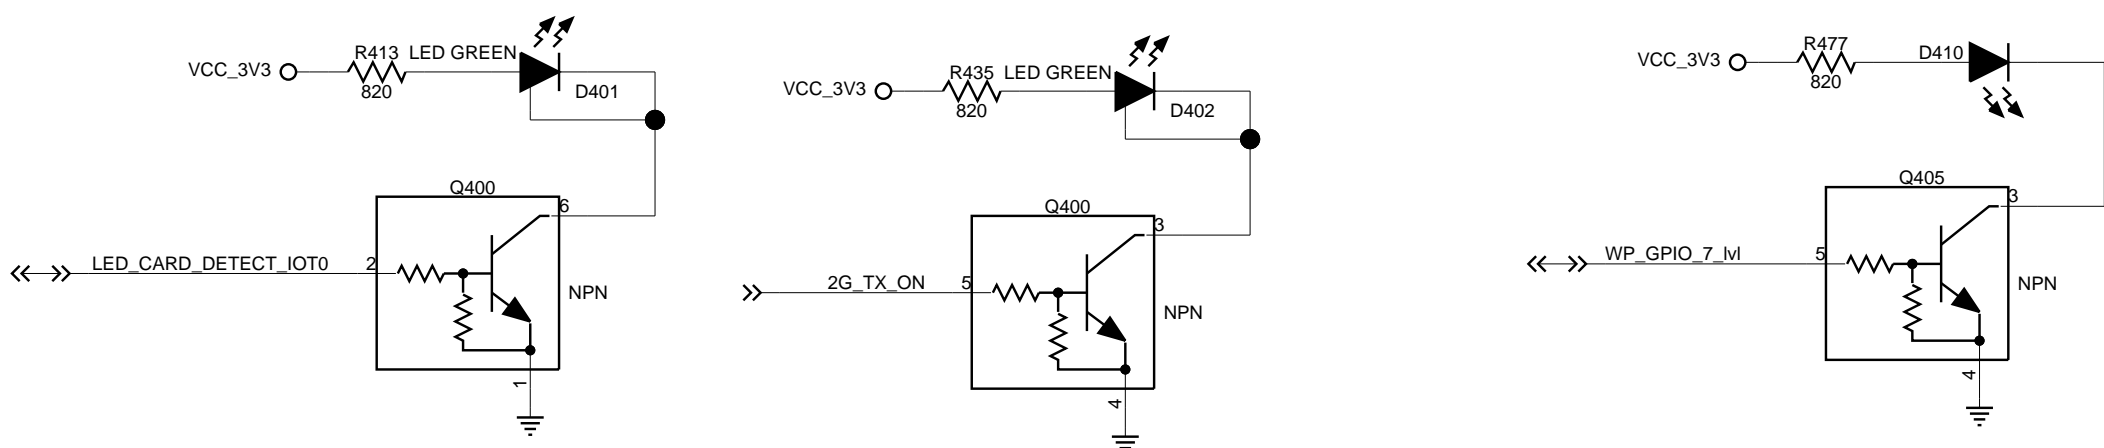 R413 LED GREEN
VCC_3V3
820
D401
Q400
6
LED_CARD_DETECT_IOT0
2
NPN
1
R435 LED GREEN
VCC_3V3
820
D402
Q400
3
2G_TX_ON
5
NPN
4
R477
D410
VCC_3V3
820
Q405
3
WP_GPIO_7_lvl
5
NPN
4